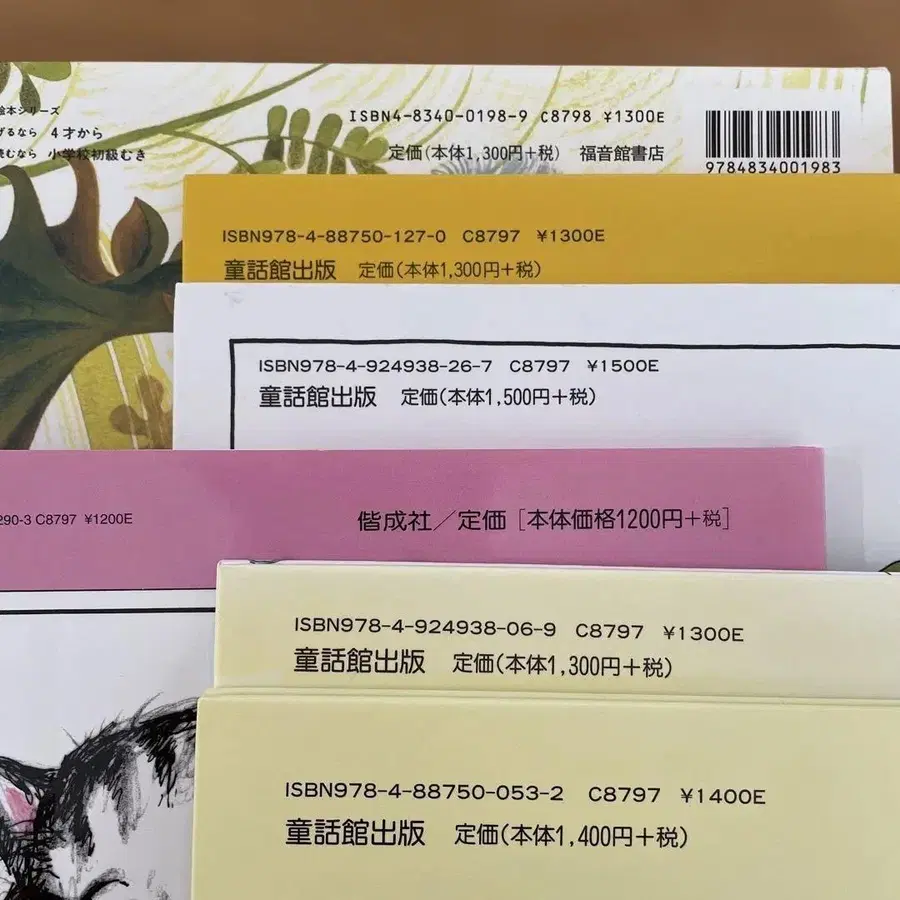 絵本シリーズ
ISBN4-8340-0198-9 C8798 ¥1300E
げるなら 4才から
読むなら 小学校初級むき
定価(本体1,300円+税) 福音館書店
9784834001983
ISBN978-4-88750-127-0 C8797 ¥1300E
童話館出版 定価(本体1,300円+税)
ISBN978-4-924938-26-7 C8797 ¥1500E
童話館出版 定価(本体1,500円+税)
290-3 C8797 ¥1200E
偕成社/定価[本体価格1200円+税]
ISBN978-4-924938-06-9 C8797 ¥1300E
童話館出版 定価(本体1,300円+税)
ISBN978-4-88750-053-2 C8797 ¥1400E
童話館出版 定価(本体1,400円+税)